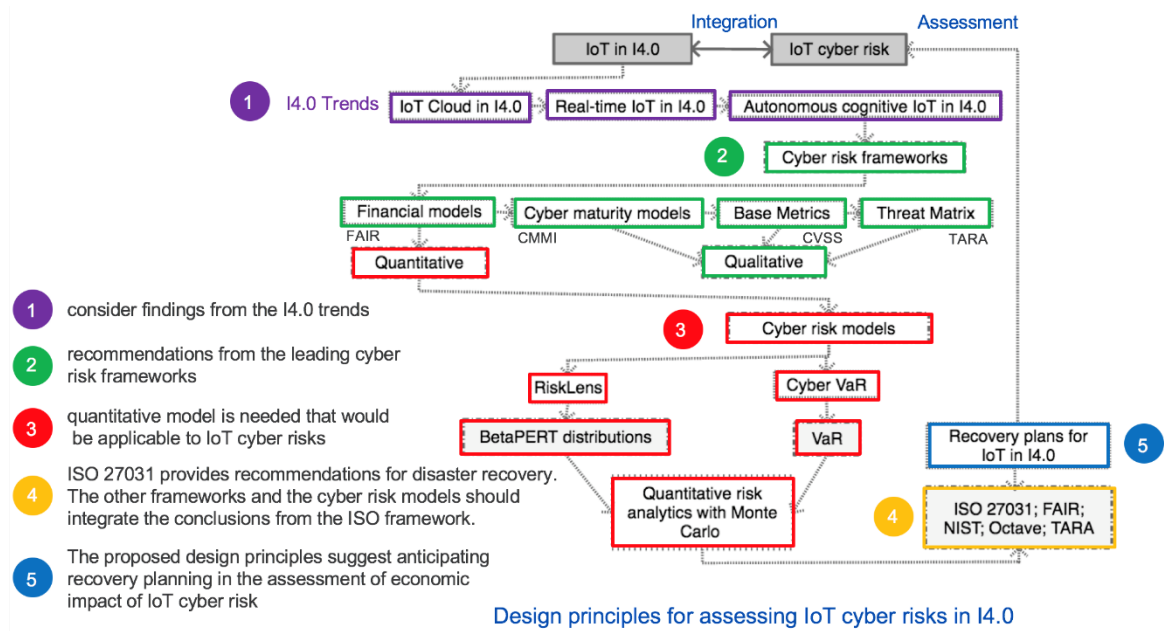 Integration
Assessment
IoT in I4.0
IoT cyber risk
1
I4.0 Trends
IoT Cloud in I4.0
Real-time IoT in I4.0
Autonomous cognitive IoT in I4.0
2
Cyber risk frameworks
Financial models
Cyber maturity models
Base Metrics
Threat Matrix
FAIR
CMMI
CVSS
TARA
Quantitative
Qualitative
1
consider findings from the I4.0 trends
2
recommendations from the leading cyber
risk frameworks
3
quantitative model is needed that would
be applicable to IoT cyber risks
4
ISO 27031 provides recommendations for disaster recovery.
The other frameworks and the cyber risk models should
integrate the conclusions from the ISO framework.
5
The proposed design principles suggest anticipating
recovery planning in the assessment of economic
impact of IoT cyber risk
3
Cyber risk models
RiskLens
Cyber VaR
BetaPERT distributions
VaR
Quantitative risk
analytics with Monte
Carlo
Recovery plans for
IoT in I4.0
5
4
ISO 27031; FAIR;
NIST; Octave; TARA
Design principles for assessing IoT cyber risks in I4.0